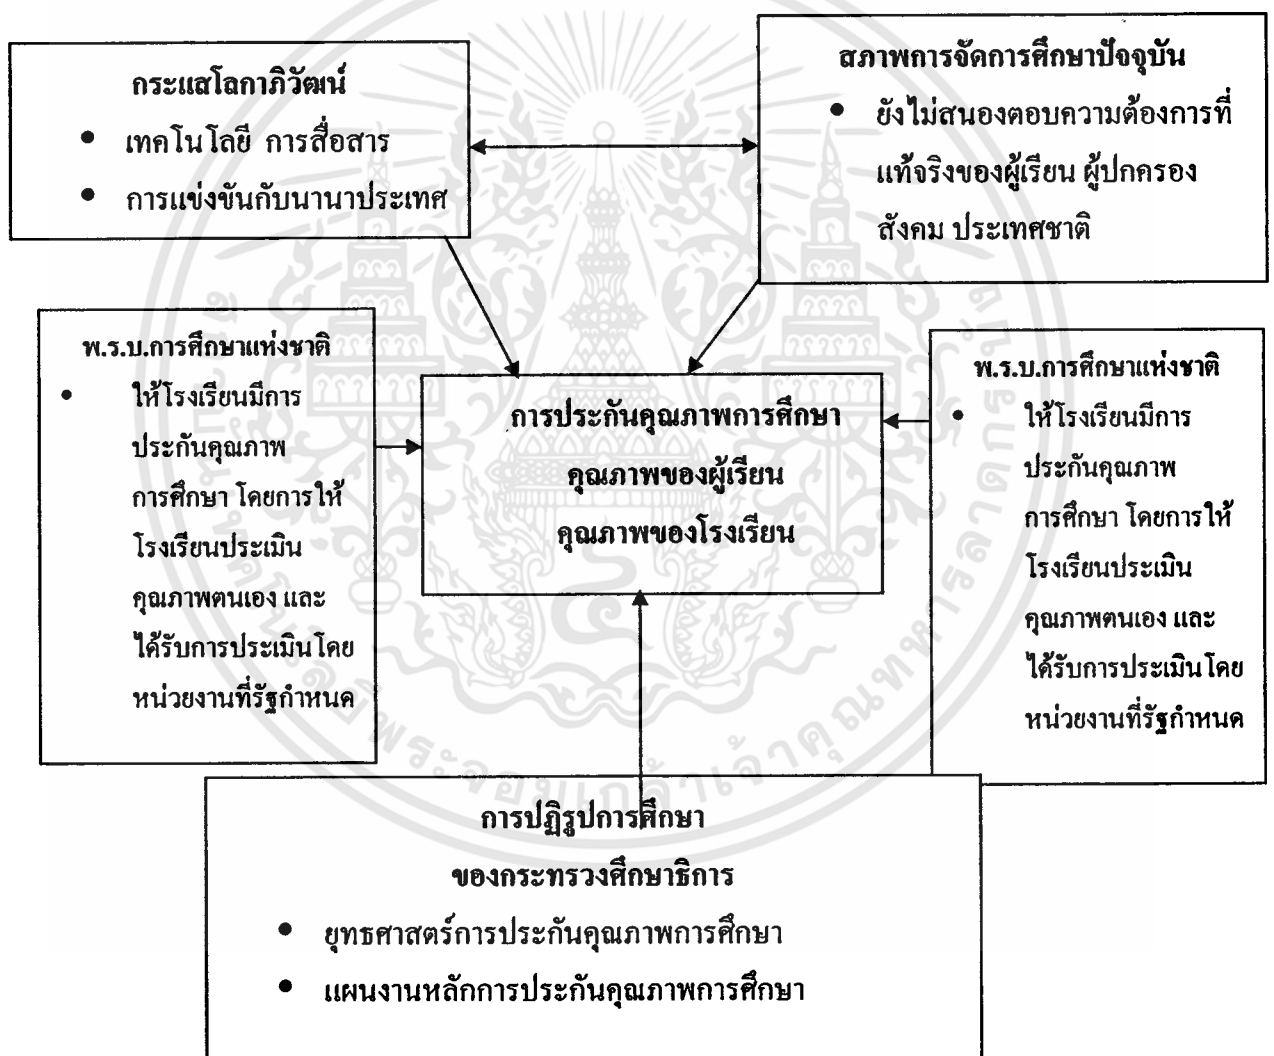 กระแสโลกาภิวัฒน์
• เทคโนโลยี การสื่อสาร
• การแข่งขันกับนานาประเทศ
สภาพการจัดการศึกษาปัจจุบัน
• ยังไม่สนองตอบความต้องการที่
แท้จริงของผู้เรียน ผู้ปกครอง
สังคม ประเทศชาติ
พ.ร.บ.การศึกษาแห่งชาติ
• ให้โรงเรียนมีการ
ประกันคุณภาพ
การศึกษา โดยการให้
โรงเรียนประเมิน
คุณภาพตนเอง และ
ได้รับการประเมินโดย
หน่วยงานที่รัฐกำหนด
การประกันคุณภาพการศึกษา
คุณภาพของผู้เรียน
คุณภาพของโรงเรียน
พ.ร.บ.การศึกษาแห่งชาติ
• ให้โรงเรียนมีการ
ประกันคุณภาพ
การศึกษา โดยการให้
โรงเรียนประเมิน
คุณภาพตนเอง และ
ได้รับการประเมินโดย
หน่วยงานที่รัฐกำหนด
การปฏิรูปการศึกษา
ของกระทรวงศึกษาธิการ
• ยุทธศาสตร์การประกันคุณภาพการศึกษา
• แผนงานหลักการประกันคุณภาพการศึกษา